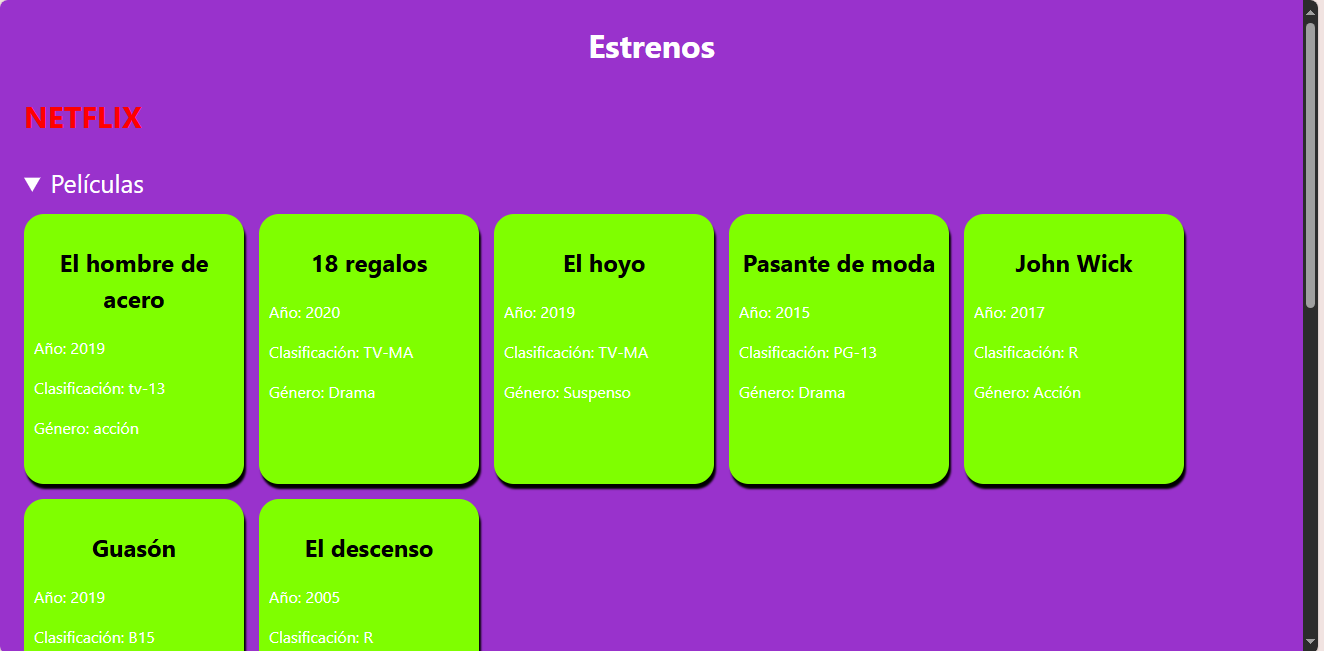 Estrenos
NETFLIX
▼ Películas
El hombre de
acero
Año: 2019
Clasificación: tv-13
Género: acción
18 regalos
Año: 2020
Clasificación: TV-MA
Género: Drama
El hoyo
Año: 2019
Clasificación: TV-MA
Género: Suspenso
Pasante de moda
Año: 2015
Clasificación: PG-13
Género: Drama
John Wick
Año: 2017
Clasificación: R
Género: Acción
Guasón
Año: 2019
Clasificación: B15
El descenso
Año: 2005
Clasificación: R